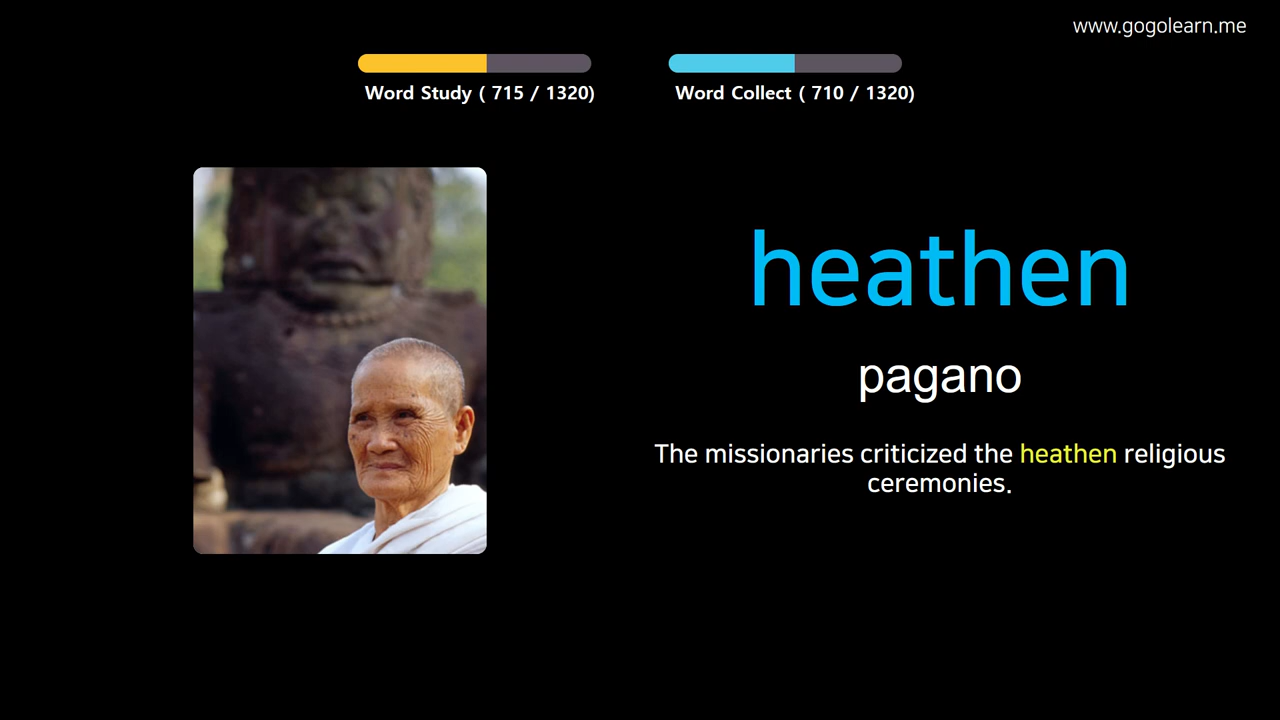 www.gogolearn.me
Word Study ( 715 / 1320)
Word Collect ( 710 / 1320)
heathen
pagano
The missionaries criticized the heathen religious
ceremonies.